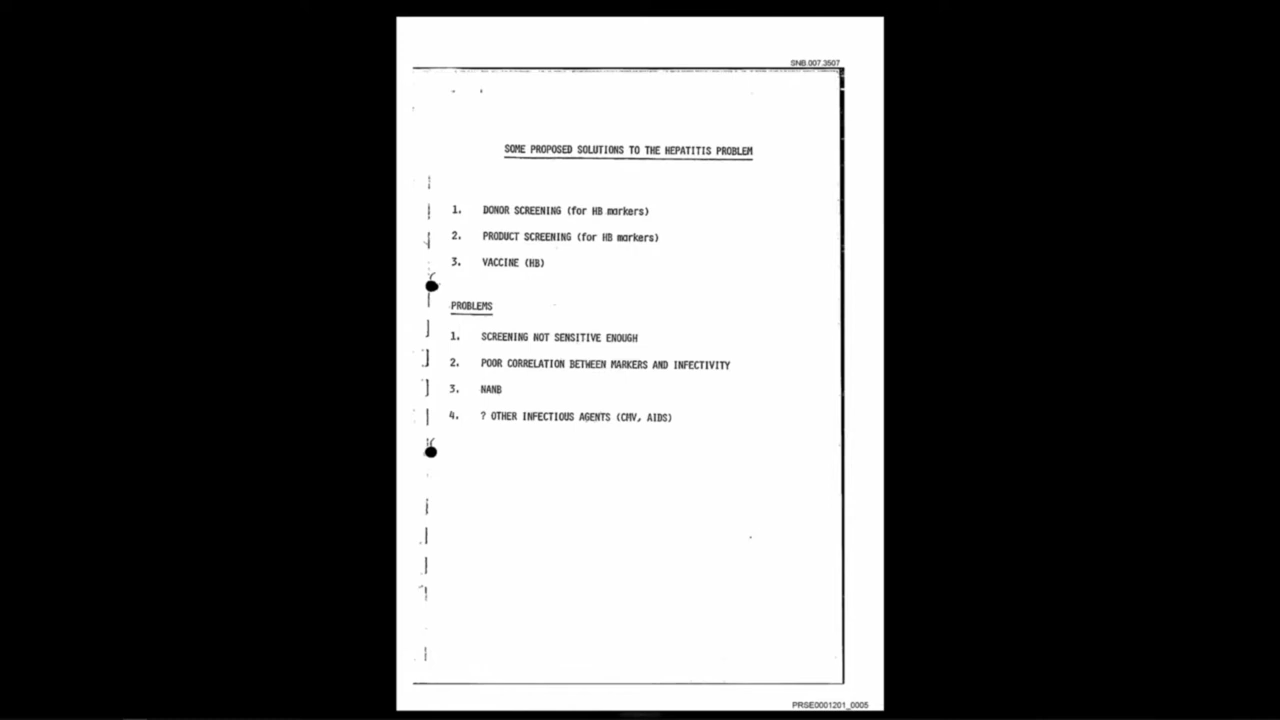 SNB.007.3507
SOME PROPOSED SOLUTIONS TO THE HEPATITIS PROBLEM
1. DONOR SCREENING (for HB markers)
2. PRODUCT SCREENING (for HB markers)
3. VACCINE (HB)
PROBLEMS
1. SCREENING NOT SENSITIVE ENOUGH
2. POOR CORRELATION BETWEEN MARKERS AND INFECTIVITY
3. NANB
4. ? OTHER INFECTIOUS AGENTS (CMV, AIDS)
PRSE0001201_0005